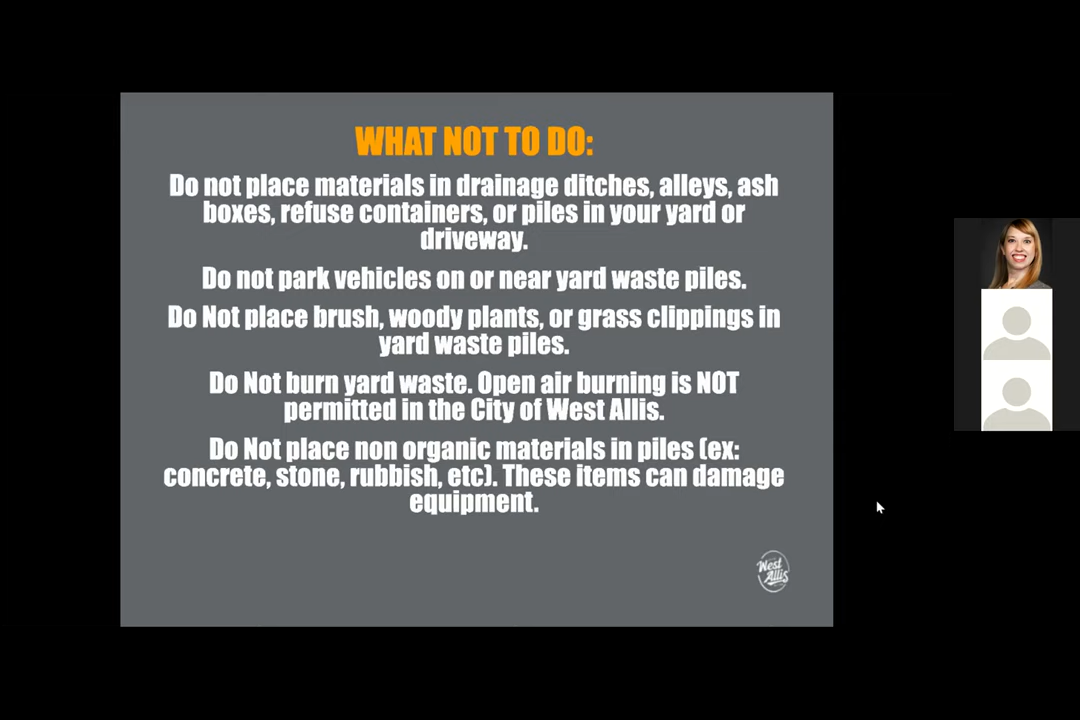 WHAT NOT TO DO:
Do not place materials in drainage ditches, alleys, ash
boxes, refuse containers, or piles in your yard or
driveway.
Do not park vehicles on or near yard waste piles.
Do Not place brush, woody plants, or grass clippings in
yard waste piles.
Do Not burn yard waste. Open air burning is NOT
permitted in the City of West Allis.
Do Not place non organic materials in piles (ex:
concrete, stone, rubbish, etc). These items can damage
equipment.
West
Allis